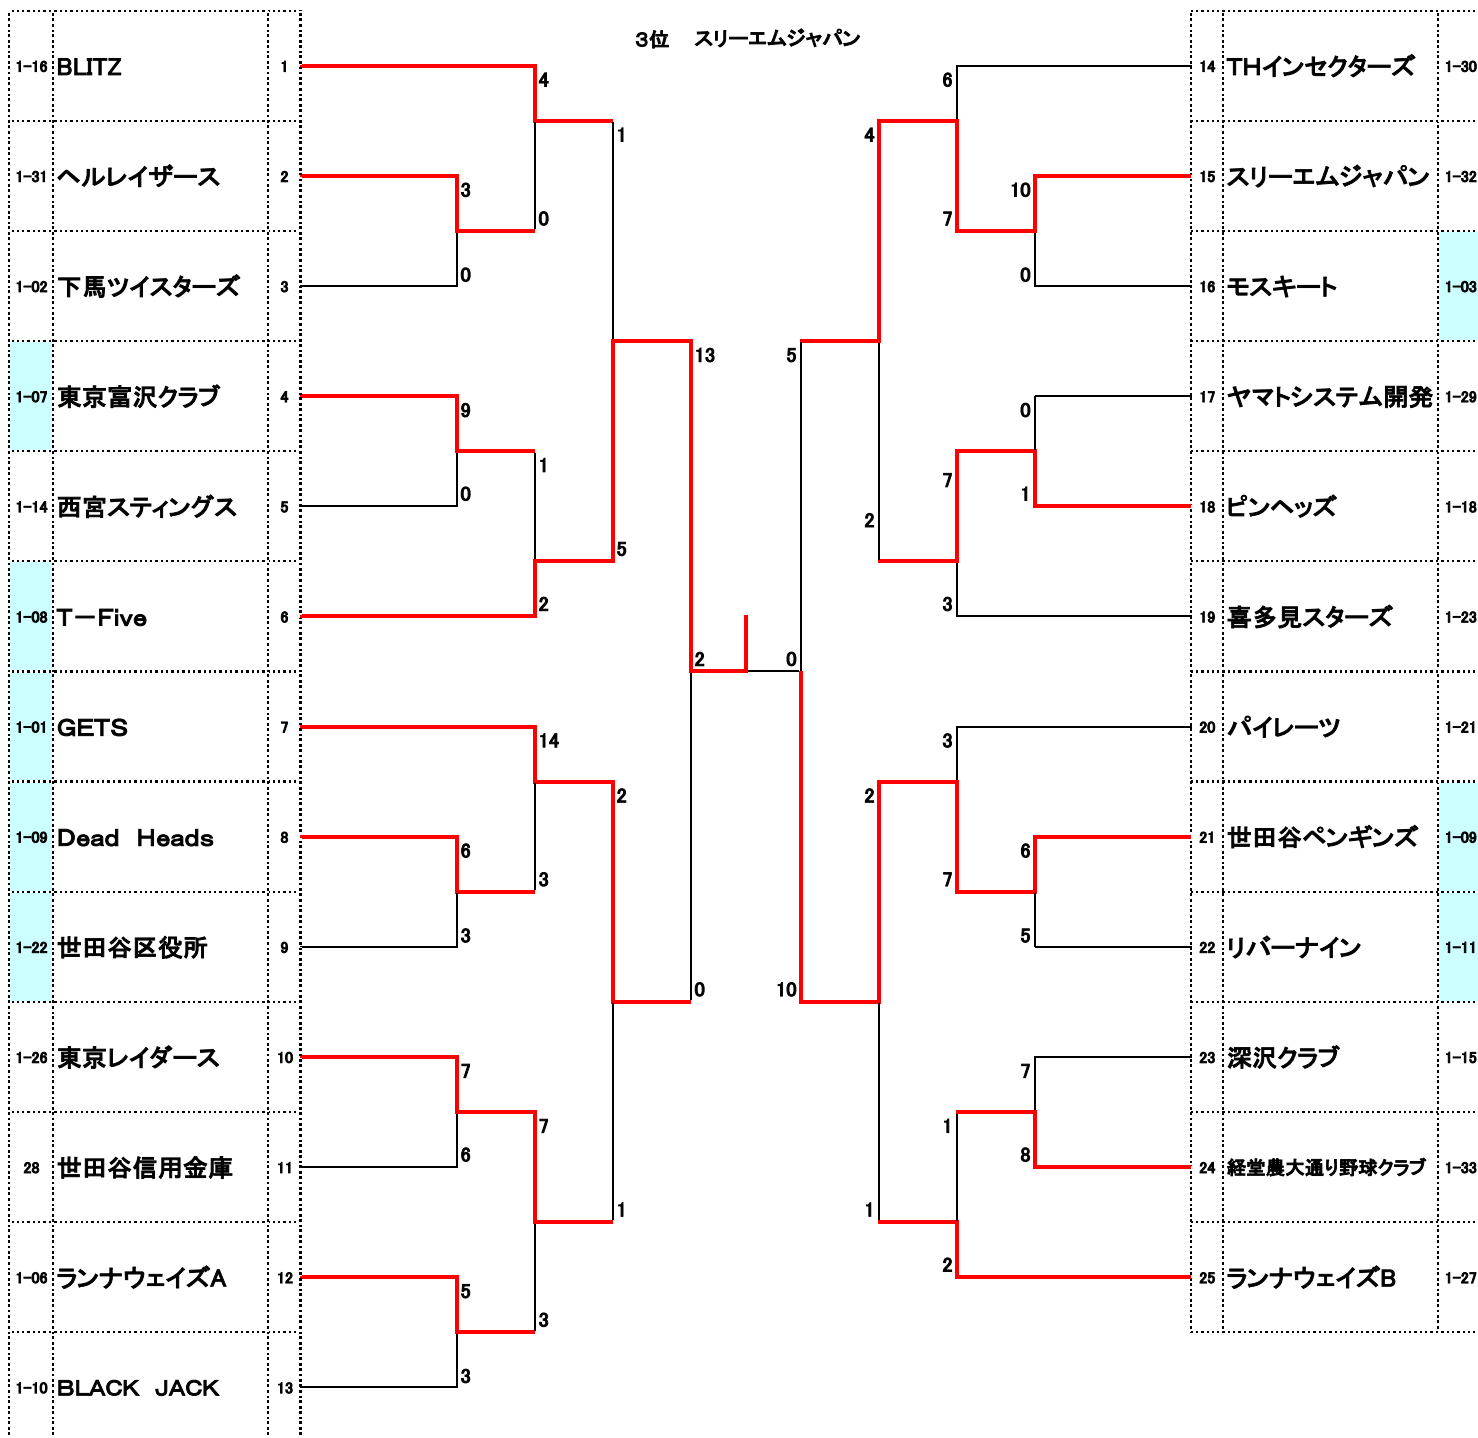 3位 スリーエムジャパン
1-16 BLITZ 1
4
1
1-31 ヘルレイザース 2
3
0
1-02 下馬ツイスターズ 3
0
13
1-07 東京富沢クラブ 4
9
1
1-14 西宮スティングス 5
0
5
1-08 T－Five 6
2
2
1-01 GETS 7
14
2
1-09 Dead Heads 8
6
3
1-22 世田谷区役所 9
3
0
1-26 東京レイダース 10
7
7
28 世田谷信用金庫 11
6
1
1-06 ランナウェイズA 12
5
3
1-10 BLACK JACK 13
3
6
14 THインセクターズ 1-30
4
10
15 スリーエムジャパン 1-32
7
0
16 モスキート 1-03
5
0
17 ヤマトシステム開発 1-29
7
1
18 ピンヘッズ 1-18
2
3
19 喜多見スターズ 1-23
0
3
20 パイレーツ 1-21
2
6
21 世田谷ペンギンズ 1-09
7
5
22 リバーナイン 1-11
10
7
23 深沢クラブ 1-15
1
8
24 経堂農大通り野球クラブ 1-33
1
2
25 ランナウェイズB 1-27